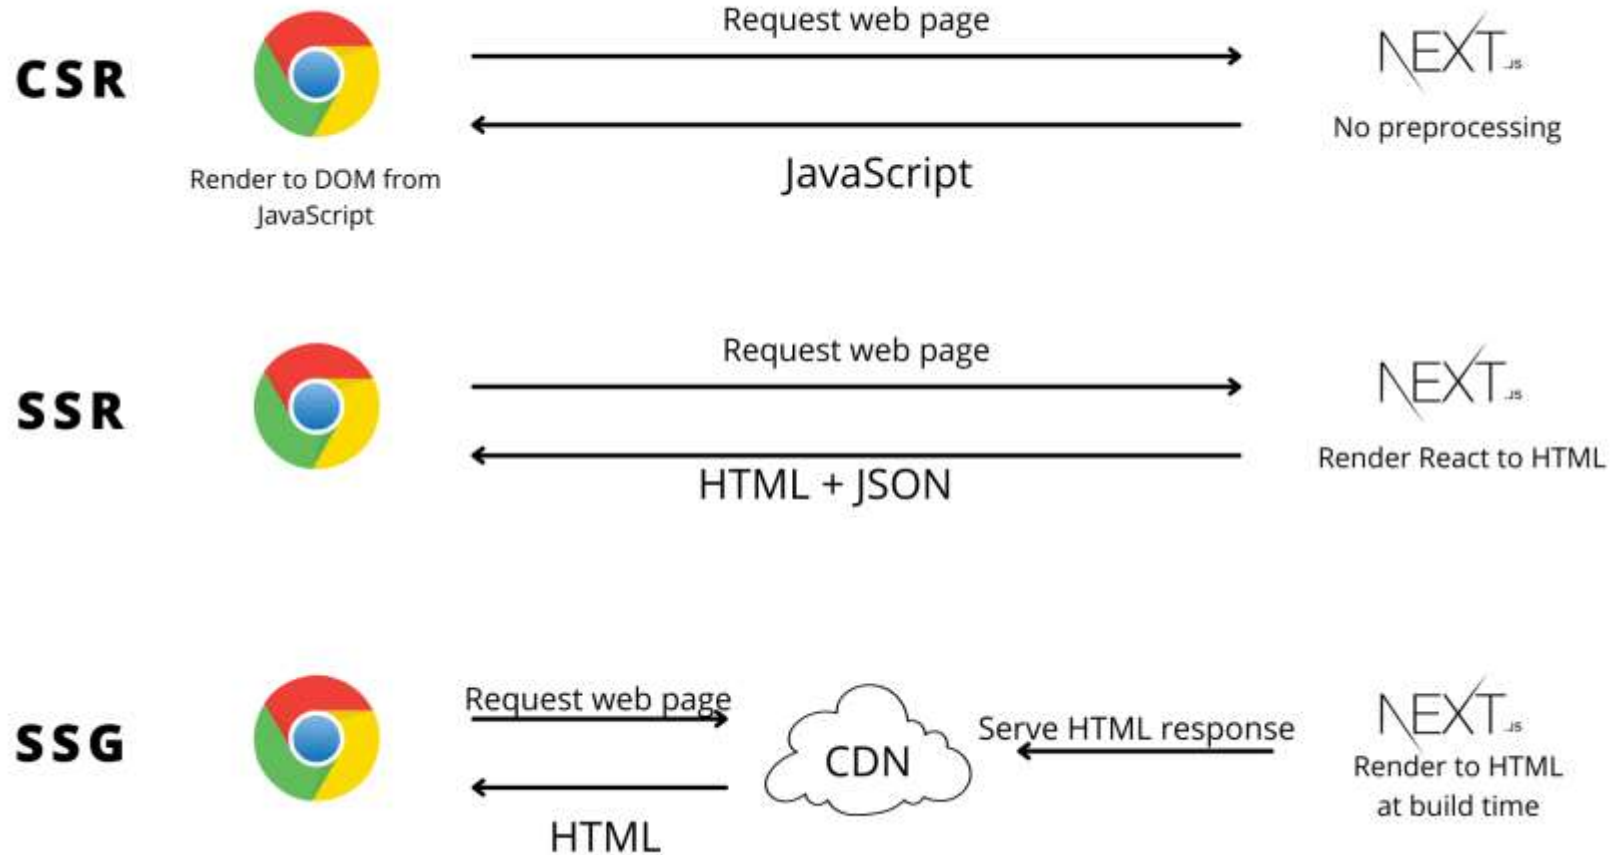 CSR
Request web page
NEXT.JS
No preprocessing
JavaScript
Render to DOM from
JavaScript
SSR
Request web page
NEXT.JS
Render React to HTML
HTML + JSON
SSG
Request web page
CDN
Serve HTML response
NEXT.JS
Render to HTML
at build time
HTML